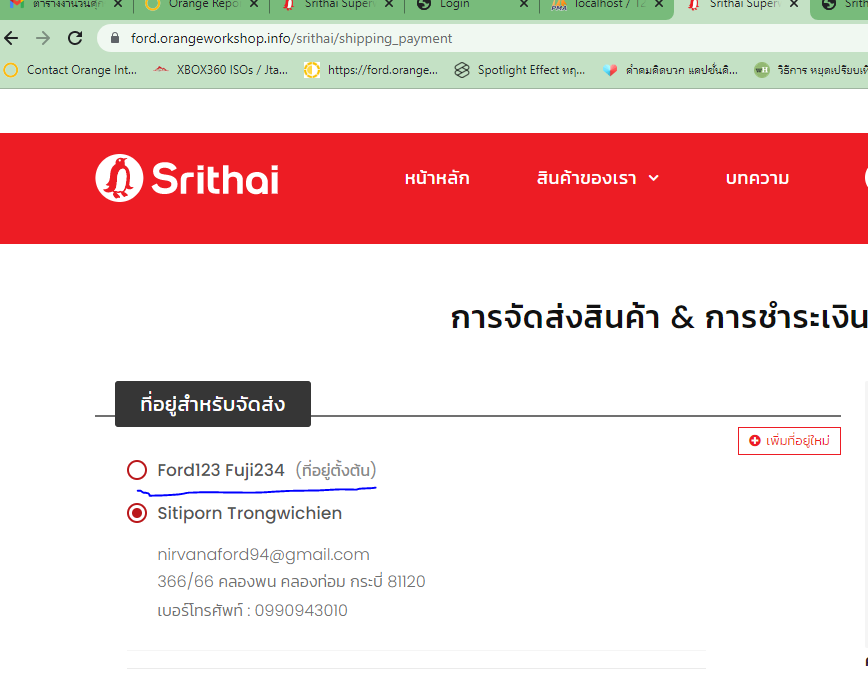 ตารางงานวันศุก
Orange Repo
Srithai Super
Login
localhost / 12
Srithai Super
Srith
ford.orangeworkshop.info/srithai/shipping_payment
Contact Orange Int...
XBOX360 ISOs / Jta...
https://ford.orange...
Spotlight Effect ทฤ...
คำคมคิดบวก แคปชั่นดี...
วิธีการ หยุดเปรียบเที
Srithai
หน้าหลัก
สินค้าของเรา
บทความ
การจัดส่งสินค้า & การชำระเงิน
ที่อยู่สำหรับจัดส่ง
เพิ่มที่อยู่ใหม่
Ford123 Fuji234 (ที่อยู่ตั้งต้น)
Sitiporn Trongwichien
nirvanaford94@gmail.com
366/66 คลองพน คลองท่อม กระบี่ 81120
เบอร์โทรศัพท์ : 0990943010